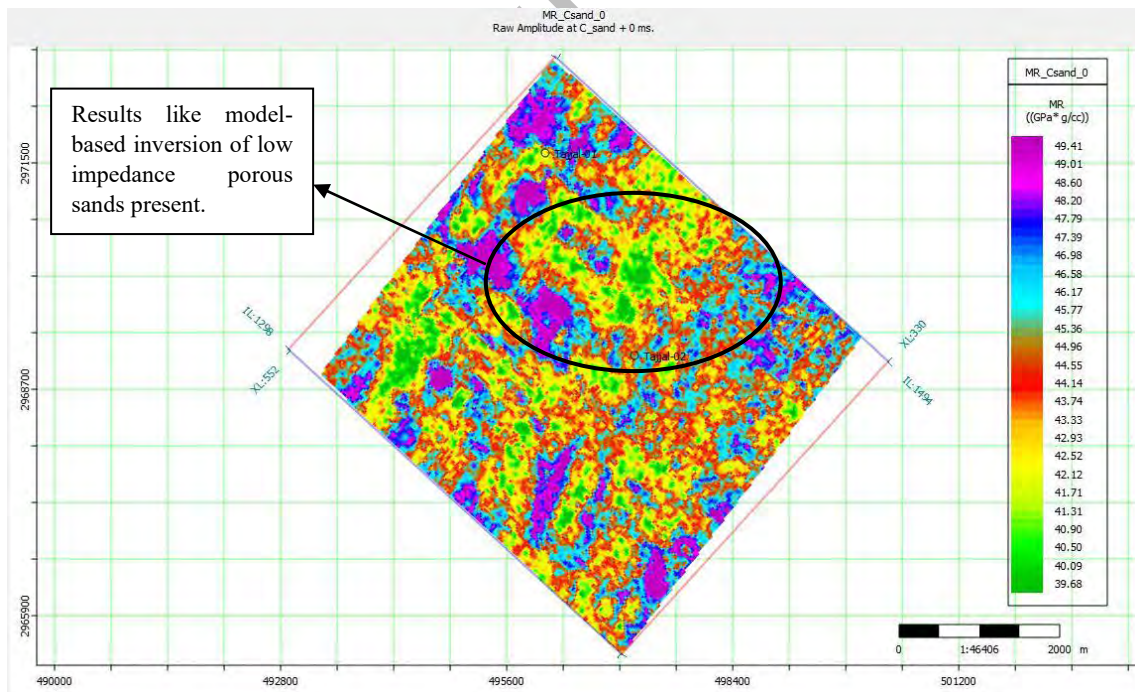 MR_Csand_0
Raw Amplitude at C_sand + 0 ms.
Results like model-
based inversion of low
impedance porous
sands present.
2971500
2968700
2965900
Tajjal-01
Tajjal-02
IL:1298
XL:552
XL:330
IL:1494
MR_Csand_0
MR
((GPa* g/cc))
49.41
49.01
48.60
48.20
47.79
47.39
46.98
46.58
46.17
45.77
45.36
44.96
44.55
44.14
43.74
43.33
42.93
42.52
42.12
41.71
41.31
40.90
40.50
40.09
39.68
0 1:46406 2000 m
490000 492800 495600 498400 501200